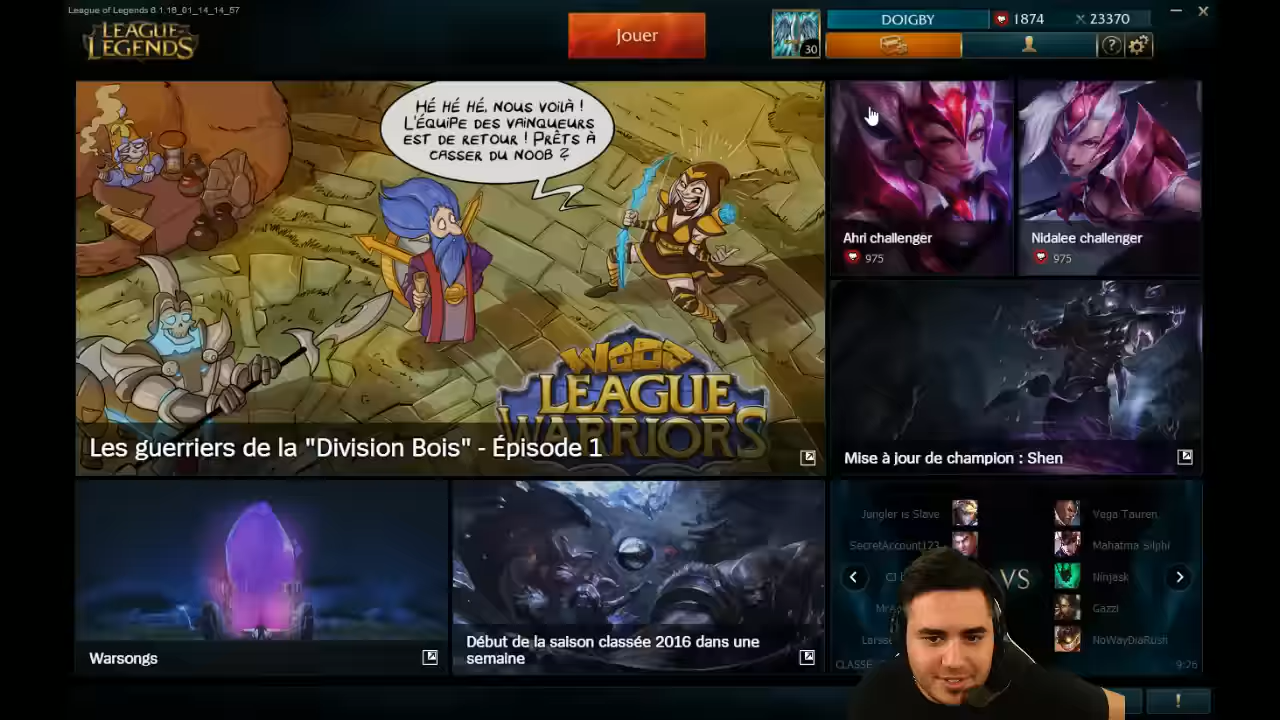 League of Legends 6.1.16_01_14_14_57
LEAGUE
OF
LEGENDS
Jouer
30
DOIGBY
1874
23370
?
HÉ HÉ HÉ, NOUS VOILÀ !
L'ÉQUIPE DES VAINQUEURS
EST DE RETOUR ! PRÊTS À
CASSER DU NOOB ?
WOOD
LEAGUE
WARRIORS
Les guerriers de la "Division Bois" - Épisode 1
Ahri challenger
975
Nidalee challenger
975
Mise à jour de champion : Shen
Warsongs
Début de la saison classée 2016 dans une
semaine
Jungler is Slave
Vega Tauren
SecretAccount123
Mahatma Silphi
VS
Ninjask
Gazzi
NoWayDiaRush
9:26
!